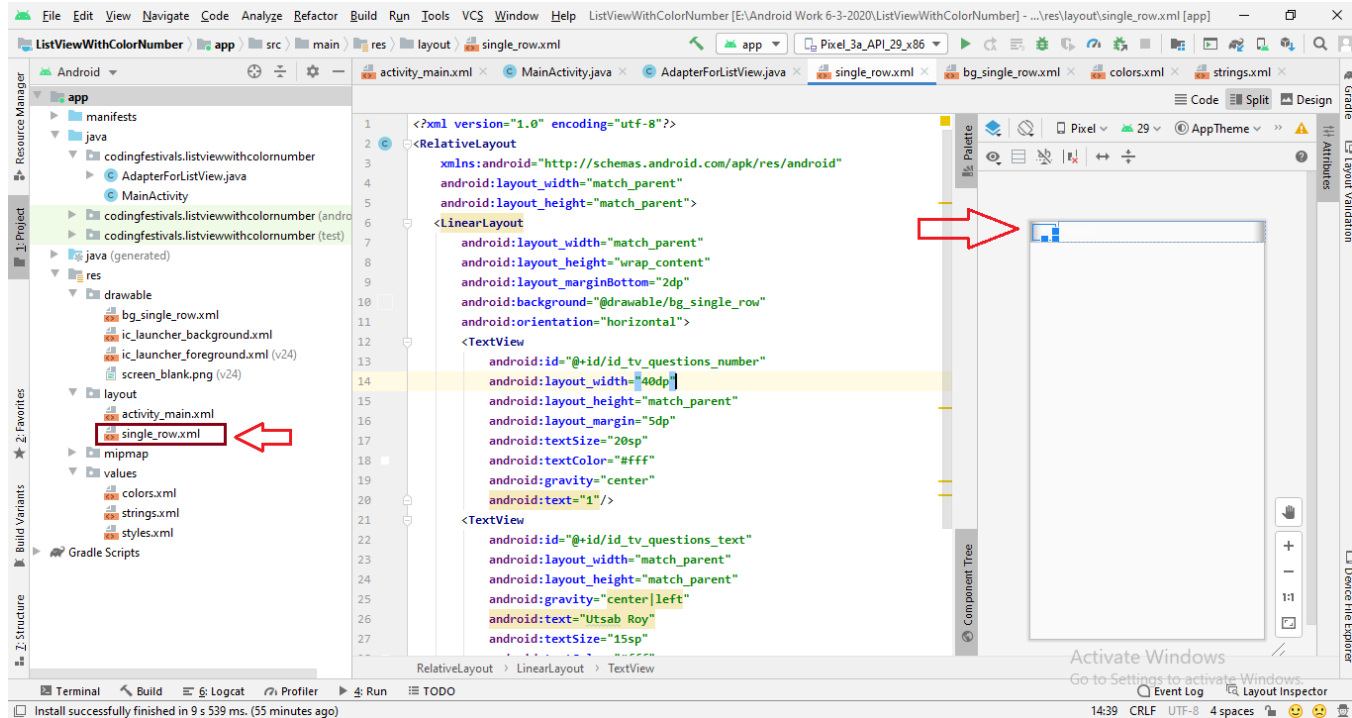 File Edit View Navigate Code Analyze Refactor Build Run Tools VCS Window Help ListViewWithColorNumber [E:\Android Work 6-3-2020\ListViewWithColorNumber] - ...\res\layout\single_row.xml [app]
ListViewWithColorNumber app src main res layout single_row.xml app Pixel_3a_API_29_x86
Android activity_main.xml MainActivity.java AdapterForListView.java single_row.xml bg_single_row.xml colors.xml strings.xml
Code Split Design
Resource Manager
1: Project
2: Favorites
Build Variants
7: Structure
app
manifests
java
codingfestivals.listviewwithcolornumber
AdapterForListView.java
MainActivity
codingfestivals.listviewwithcolornumber (andro
codingfestivals.listviewwithcolornumber (test)
java (generated)
res
drawable
bg_single_row.xml
ic_launcher_background.xml
ic_launcher_foreground.xml (v24)
screen_blank.png (v24)
layout
activity_main.xml
single_row.xml
mipmap
values
colors.xml
strings.xml
styles.xml
Gradle Scripts
1 <?xml version="1.0" encoding="utf-8"?>
2 <RelativeLayout
3 xmlns:android="http://schemas.android.com/apk/res/android"
4 android:layout_width="match_parent"
5 android:layout_height="match_parent">
6 <LinearLayout
7 android:layout_width="match_parent"
8 android:layout_height="wrap_content"
9 android:layout_marginBottom="2dp"
10 android:background="@drawable/bg_single_row"
11 android:orientation="horizontal">
12 <TextView
13 android:id="@+id/id_tv_questions_number"
14 android:layout_width="40dp"
15 android:layout_height="match_parent"
16 android:layout_margin="5dp"
17 android:textSize="20sp"
18 android:textColor="#fff"
19 android:gravity="center"
20 android:text="1"/>
21 <TextView
22 android:id="@+id/id_tv_questions_text"
23 android:layout_width="match_parent"
24 android:layout_height="match_parent"
25 android:gravity="center|left"
26 android:text="Utsab Roy"
27 android:textSize="15sp"
RelativeLayout LinearLayout TextView
Palette
Component Tree
Pixel 29 AppTheme
1:1
Attributes
Gradle
Layout Validation
Device File Explorer
Activate Windows
Go to Settings to activate Windows.
Terminal Build 6: Logcat Profiler 4: Run TODO Event Log Layout Inspector
Install successfully finished in 9 s 539 ms. (55 minutes ago) 14:39 CRLF UTF-8 4 spaces